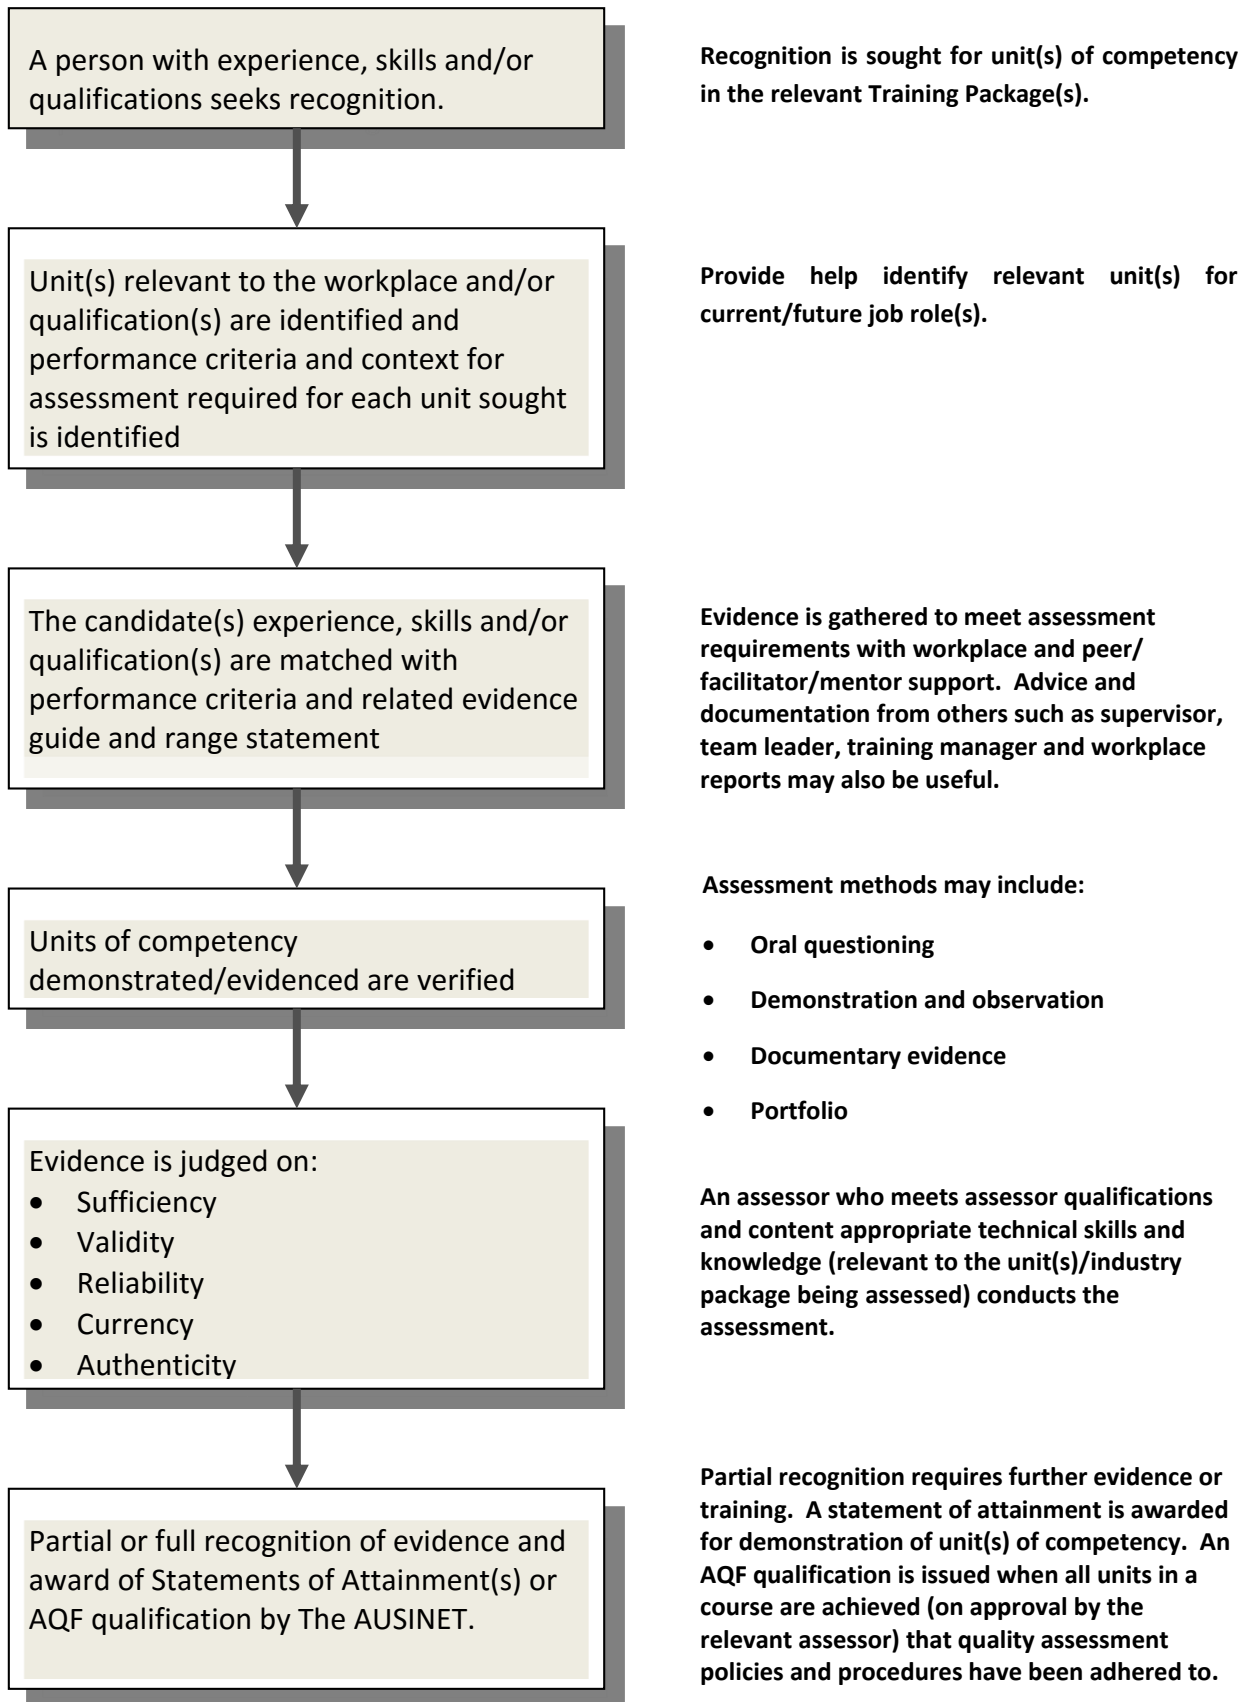 A person with experience, skills and/or
qualifications seeks recognition.
Recognition is sought for unit(s) of competency
in the relevant Training Package(s).
Unit(s) relevant to the workplace and/or
qualification(s) are identified and
performance criteria and context for
assessment required for each unit sought
is identified
Provide help identify relevant unit(s) for
current/future job role(s).
The candidate(s) experience, skills and/or
qualification(s) are matched with
performance criteria and related evidence
guide and range statement
Evidence is gathered to meet assessment
requirements with workplace and peer/
facilitator/mentor support.  Advice and
documentation from others such as supervisor,
team leader, training manager and workplace
reports may also be useful.
Units of competency
demonstrated/evidenced are verified
Assessment methods may include:
• Oral questioning
• Demonstration and observation
• Documentary evidence
• Portfolio
Evidence is judged on:
• Sufficiency
• Validity
• Reliability
• Currency
• Authenticity
An assessor who meets assessor qualifications
and content appropriate technical skills and
knowledge (relevant to the unit(s)/industry
package being assessed) conducts the
assessment.
Partial or full recognition of evidence and
award of Statements of Attainment(s) or
AQF qualification by The AUSINET.
Partial recognition requires further evidence or
training.  A statement of attainment is awarded
for demonstration of unit(s) of competency.  An
AQF qualification is issued when all units in a
course are achieved (on approval by the
relevant assessor) that quality assessment
policies and procedures have been adhered to.